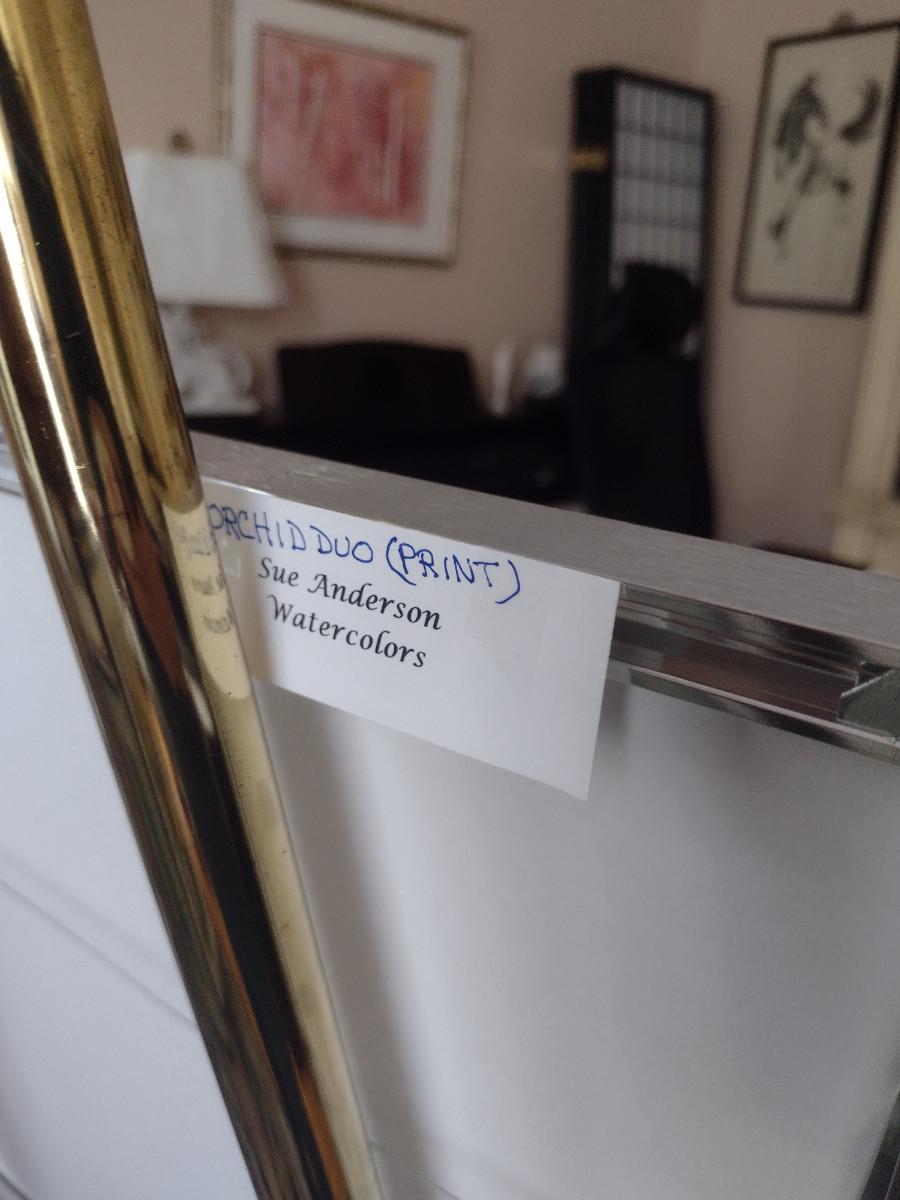 ORCHID DUO (PRINT)
Sue Anderson
Watercolors